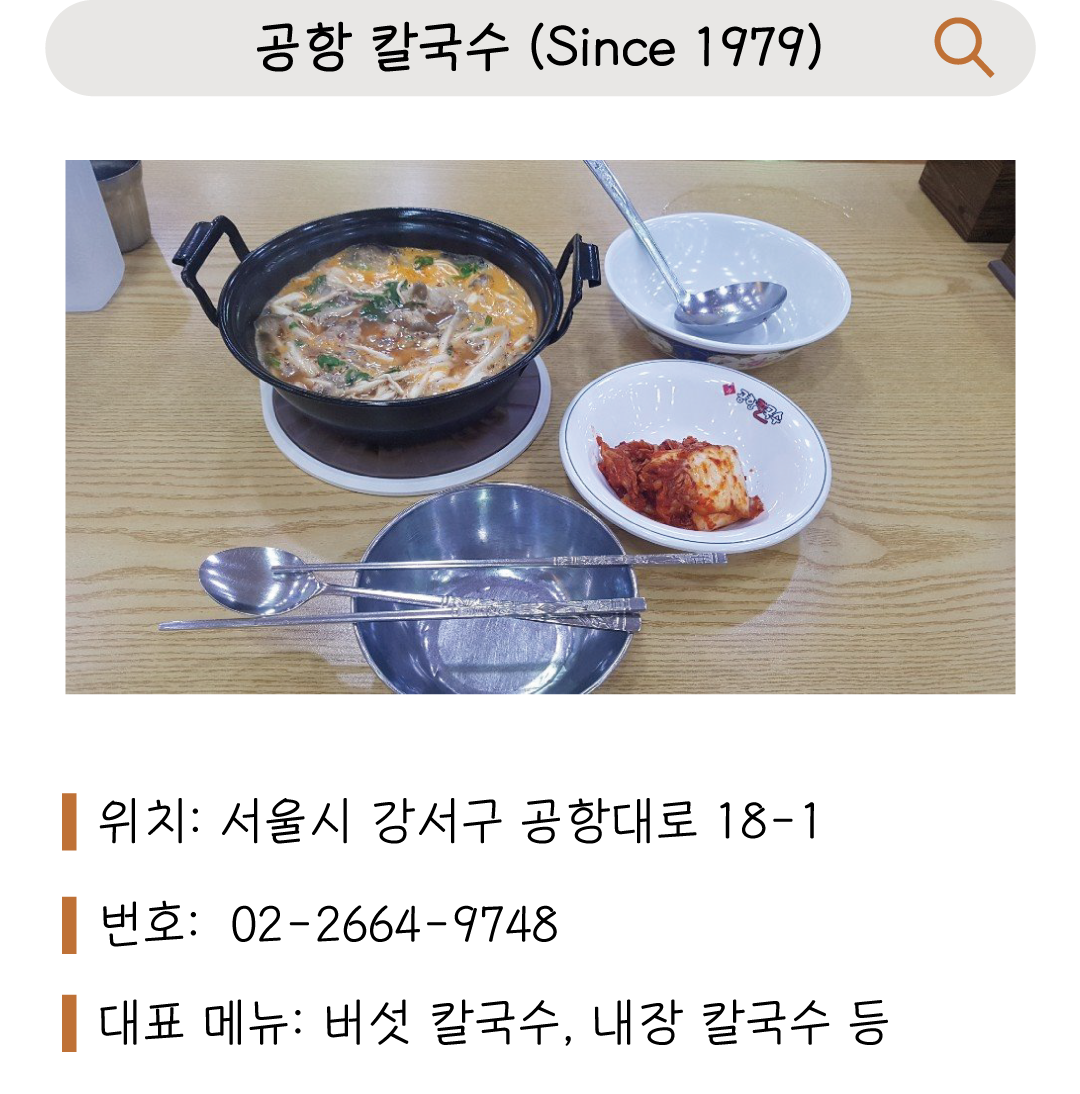 공항 칼국수 (Since 1979)
공항칼국수
위치: 서울시 강서구 공항대로 18-1
번호: 02-2664-9748
대표 메뉴: 버섯 칼국수, 내장 칼국수 등